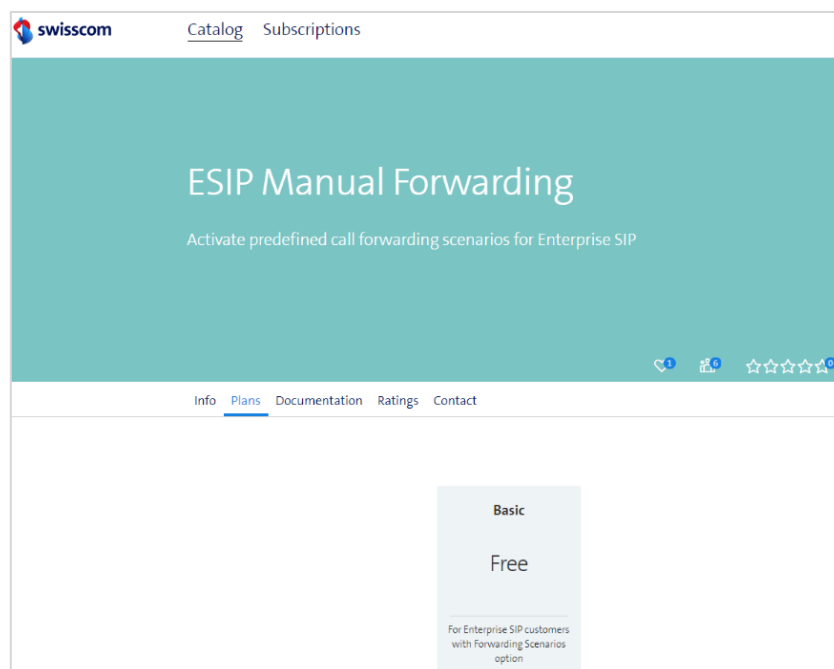 swisscom
Catalog Subscriptions
ESIP Manual Forwarding
Activate predefined call forwarding scenarios for Enterprise SIP
1 6 0
Info Plans Documentation Ratings Contact
Basic
Free
For Enterprise SIP customers
with Forwarding Scenarios
option